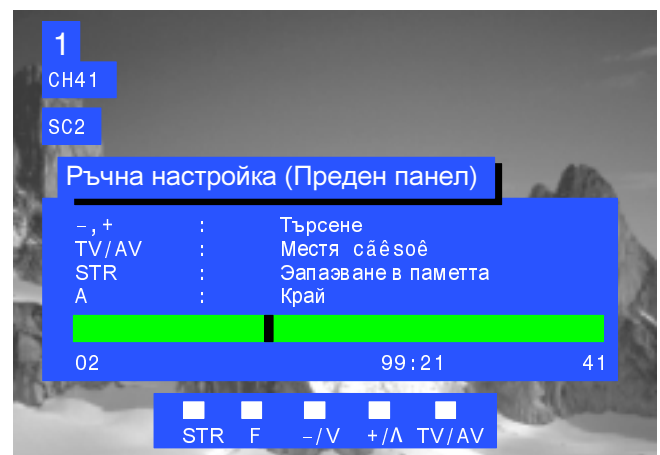 1
CH41
SC2
Ръчна настройка (Преден панел)
–,+ : Търсене
TV/AV : Местя cãêsoê
STR : Эапаэване в паметта
A : Край
02 99:21 41
STR F –/V +/Λ TV/AV